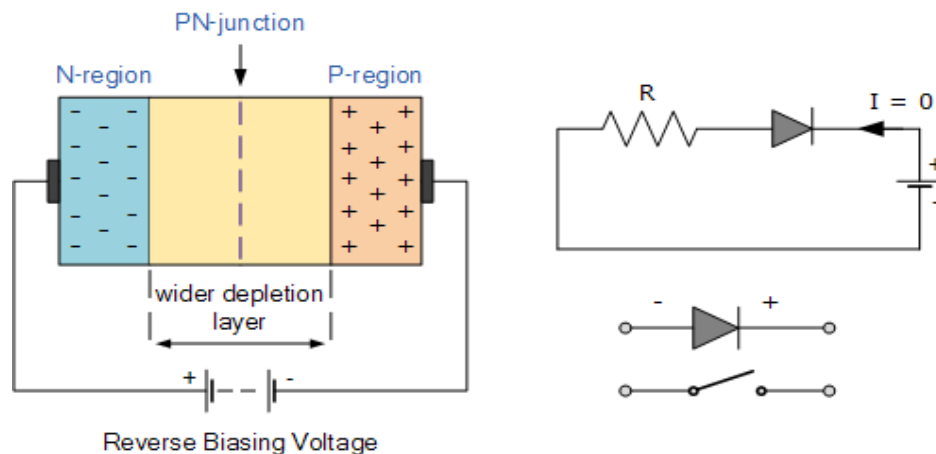 PN-junction
N-region
P-region
wider depletion
layer
+ -
Reverse Biasing Voltage
R
I = 0
+
-
- +